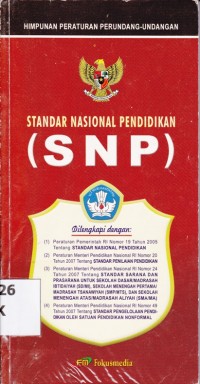 HIMPUNAN PERATURAN PERUNDANG-UNDANGAN
STANDAR NASIONAL PENDIDIKAN
(SNP)
Dilengkapi dengan:
(1) Peraturan Pemerintah RI Nomor 19 Tahun 2005
Tentang STANDAR NASIONAL PENDIDIKAN
(2) Peraturan Menteri Pendidikan Nasional RI Nomor 20
Tahun 2007 Tentang STANDAR PENILAIAN PENDIDIKAN
(3) Peraturan Menteri Pendidikan Nasional RI Nomor 24
Tahun 2007 Tentang STANDAR SARANA DAN
PRASARANA UNTUK SEKOLAH DASAR/MADRASAH
IBTIDAIYAH (SD/MI), SEKOLAH MENENGAH PERTAMA/
MADRASAH TSANAWIYAH (SMP/MTS), DAN SEKOLAH
MENENGAH ATAS/MADRASAH ALIYAH (SMA/MA)
(4) Peraturan Menteri Pendidikan Nasional RI Nomor 49
Tahun 2007 Tentang STANDAR PENGELOLAAN PENDI-
DIKAN OLEH SATUAN PENDIDIKAN NONFORMAL
26
K
Fokusmedia